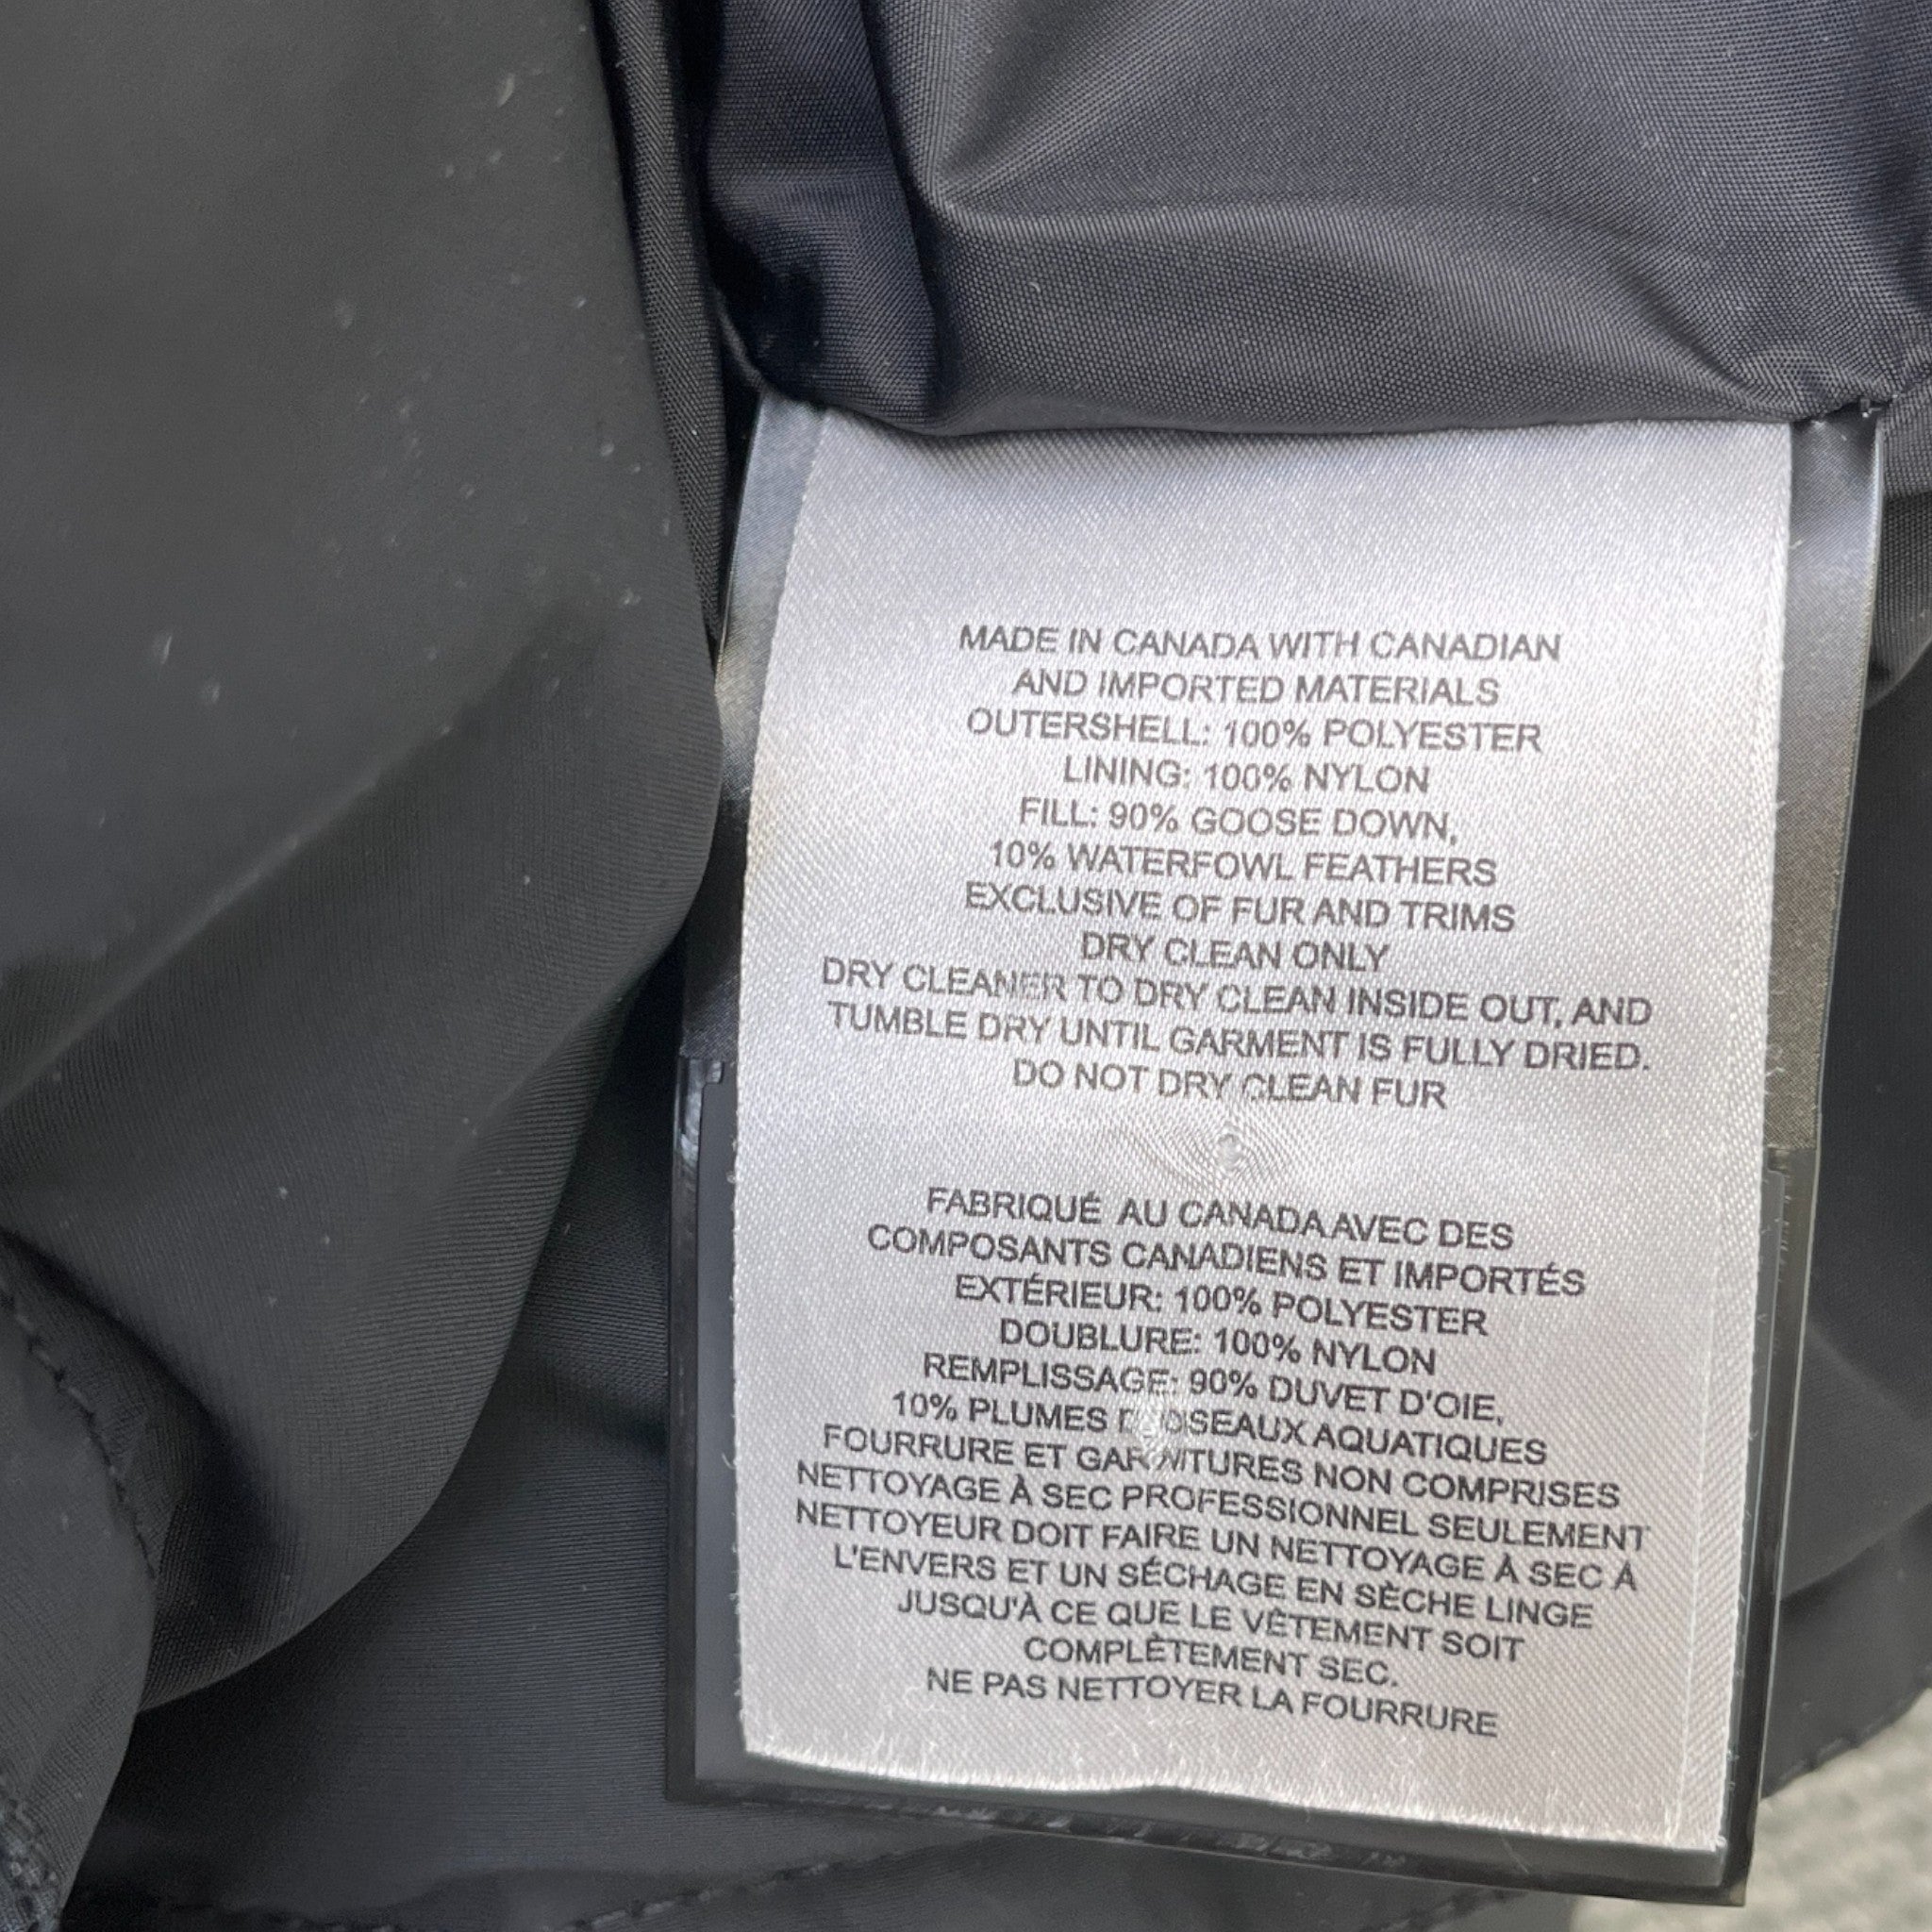 MADE IN CANADA WITH CANADIAN
AND IMPORTED MATERIALS
OUTERSHELL: 100% POLYESTER
LINING: 100% NYLON
FILL: 90% GOOSE DOWN,
10% WATERFOWL FEATHERS
EXCLUSIVE OF FUR AND TRIMS
DRY CLEAN ONLY
DRY CLEANER TO DRY CLEAN INSIDE OUT, AND
TUMBLE DRY UNTIL GARMENT IS FULLY DRIED.
DO NOT DRY CLEAN FUR
FABRIQUÉ AU CANADA AVEC DES
COMPOSANTS CANADIENS ET IMPORTÉS
EXTÉRIEUR: 100% POLYESTER
DOUBLURE: 100% NYLON
REMPLISSAGE: 90% DUVET D'OIE,
10% PLUMES D'OISEAUX AQUATIQUES
FOURRURE ET GARNITURES NON COMPRISES
NETTOYAGE À SEC PROFESSIONNEL SEULEMENT
NETTOYEUR DOIT FAIRE UN NETTOYAGE À SEC À
L'ENVERS ET UN SÉCHAGE EN SÈCHE LINGE
JUSQU'À CE QUE LE VÊTEMENT SOIT
COMPLÈTEMENT SEC.
NE PAS NETTOYER LA FOURRURE